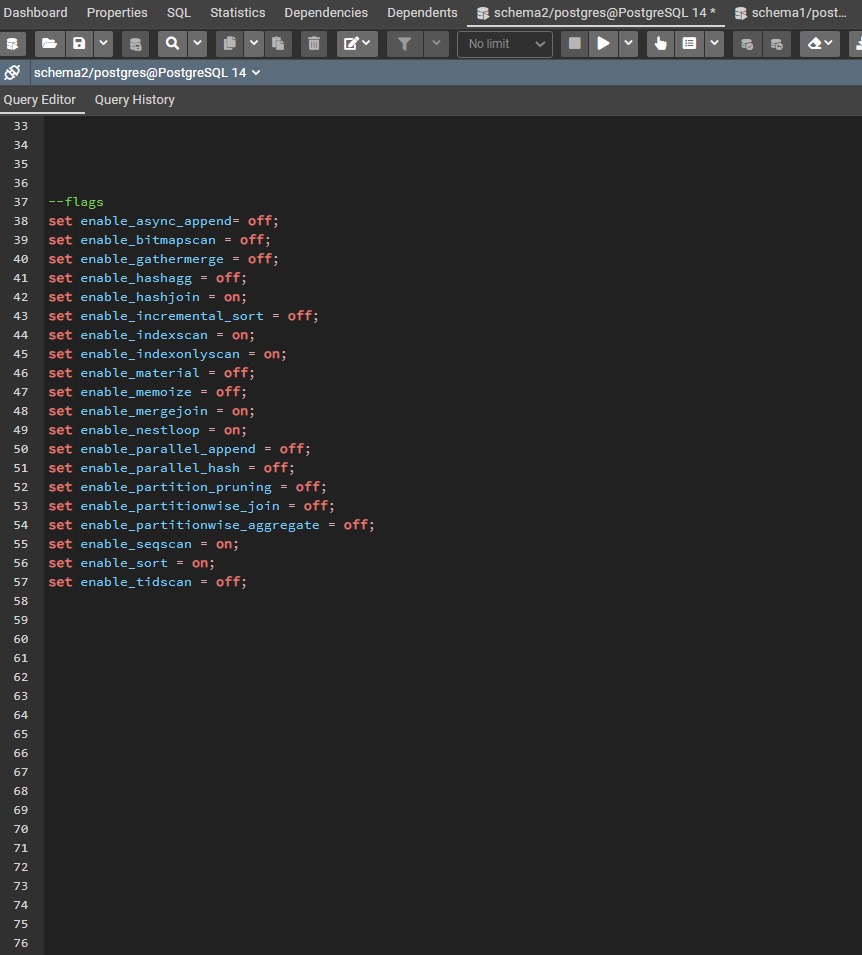 Dashboard Properties SQL Statistics Dependencies Dependents schema2/postgres@PostgreSQL 14 * schema1/post...
No limit
schema2/postgres@PostgreSQL 14
Query Editor Query History
33
34
35
36
37 --flags
38 set enable_async_append= off;
39 set enable_bitmapscan = off;
40 set enable_gathermerge = off;
41 set enable_hashagg = off;
42 set enable_hashjoin = on;
43 set enable_incremental_sort = off;
44 set enable_indexscan = on;
45 set enable_indexonlyscan = on;
46 set enable_material = off;
47 set enable_memoize = off;
48 set enable_mergejoin = on;
49 set enable_nestloop = on;
50 set enable_parallel_append = off;
51 set enable_parallel_hash = off;
52 set enable_partition_pruning = off;
53 set enable_partitionwise_join = off;
54 set enable_partitionwise_aggregate = off;
55 set enable_seqscan = on;
56 set enable_sort = on;
57 set enable_tidscan = off;
58
59
60
61
62
63
64
65
66
67
68
69
70
71
72
73
74
75
76